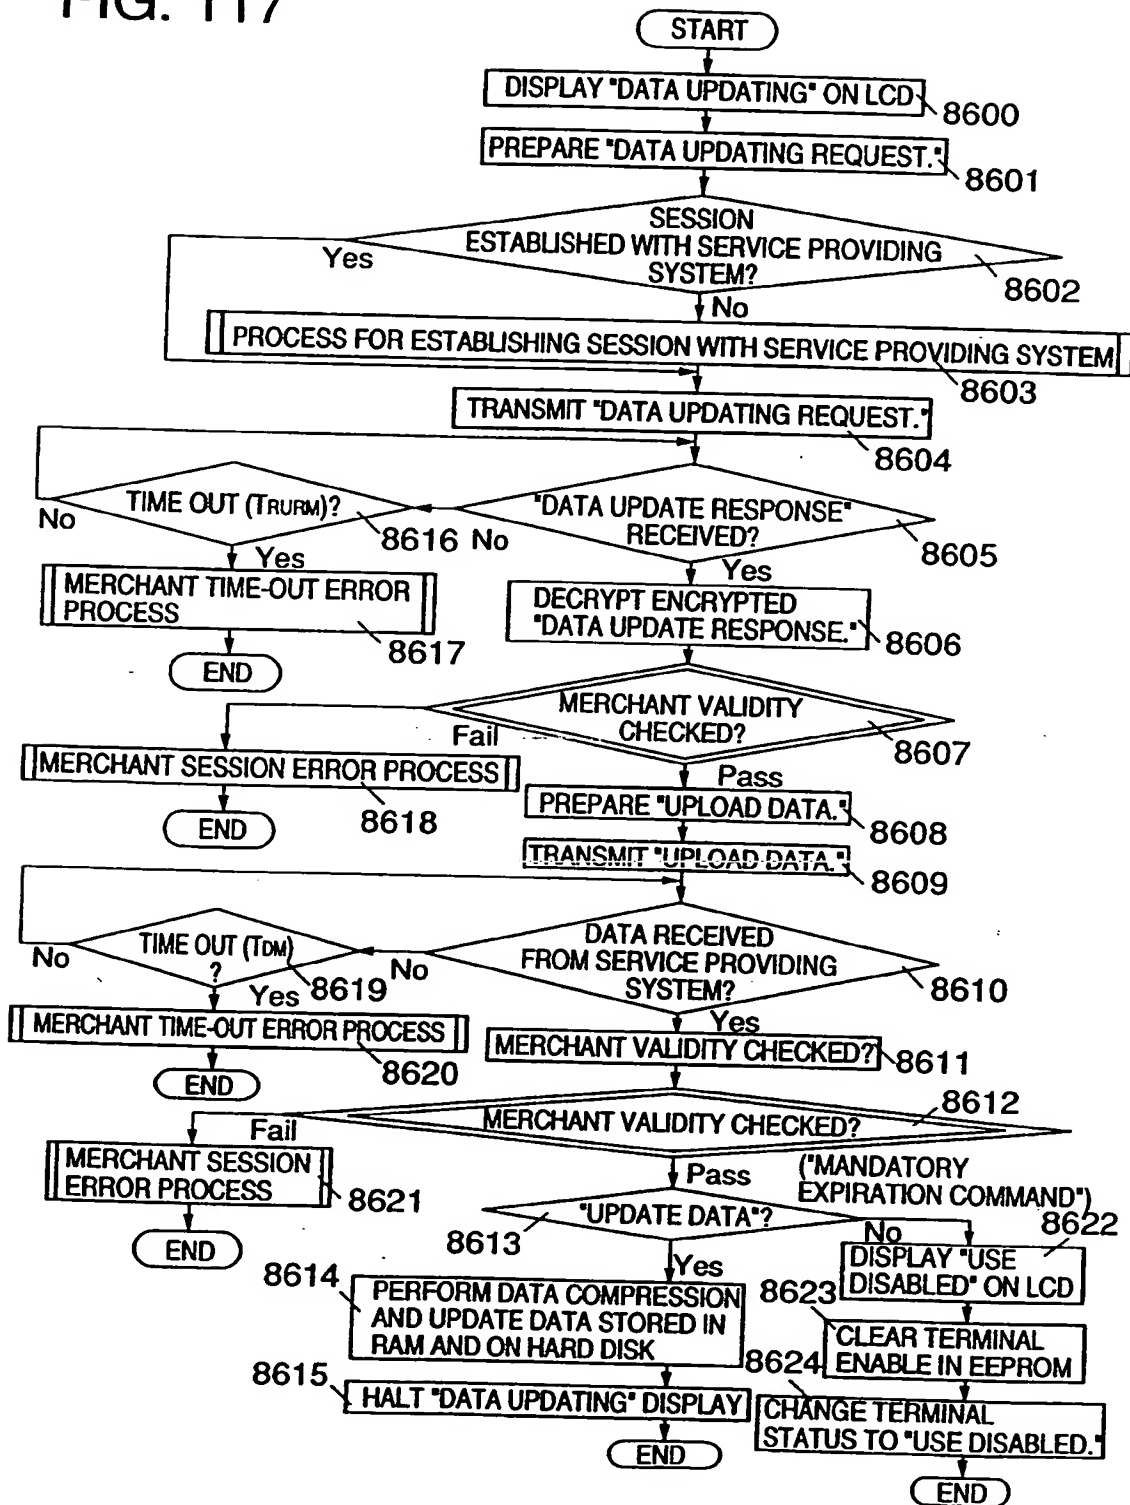 FIG. 117
START
DISPLAY "DATA UPDATING" ON LCD
8600
PREPARE "DATA UPDATING REQUEST."
8601
SESSION
ESTABLISHED WITH SERVICE PROVIDING
SYSTEM?
8602
Yes
No
PROCESS FOR ESTABLISHING SESSION WITH SERVICE PROVIDING SYSTEM
8603
TRANSMIT "DATA UPDATING REQUEST."
8604
"DATA UPDATE RESPONSE"
RECEIVED?
8605
TIME OUT (TRURM)?
8616
No
No
Yes
Yes
MERCHANT TIME-OUT ERROR
PROCESS
8617
END
DECRYPT ENCRYPTED
"DATA UPDATE RESPONSE."
8606
MERCHANT VALIDITY
CHECKED?
8607
Fail
Pass
MERCHANT SESSION ERROR PROCESS
8618
END
PREPARE "UPLOAD DATA."
8608
TRANSMIT "UPLOAD DATA."
8609
DATA RECEIVED
FROM SERVICE PROVIDING
SYSTEM?
8610
TIME OUT (TDM)
?
8619
No
No
Yes
Yes
MERCHANT TIME-OUT ERROR PROCESS
8620
END
MERCHANT VALIDITY CHECKED?
8611
MERCHANT VALIDITY CHECKED?
8612
Fail
Pass
MERCHANT SESSION
ERROR PROCESS
8621
END
("MANDATORY
EXPIRATION COMMAND")
"UPDATE DATA"?
8613
No
Yes
8622
DISPLAY "USE
DISABLED" ON LCD
8614
PERFORM DATA COMPRESSION
AND UPDATE DATA STORED IN
RAM AND ON HARD DISK
8623
CLEAR TERMINAL
ENABLE IN EEPROM
8615
HALT "DATA UPDATING" DISPLAY
END
8624
CHANGE TERMINAL
STATUS TO "USE DISABLED."
END